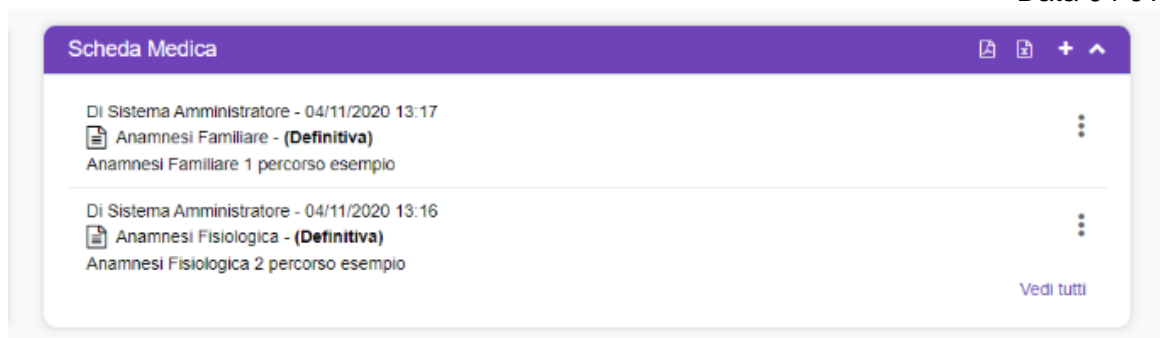 Scheda Medica
Di Sistema Amministratore - 04/11/2020 13:17
Anamnesi Familiare - (Definitiva)
Anamnesi Familiare 1 percorso esempio
Di Sistema Amministratore - 04/11/2020 13:16
Anamnesi Fisiologica - (Definitiva)
Anamnesi Fisiologica 2 percorso esempio
Vedi tutti